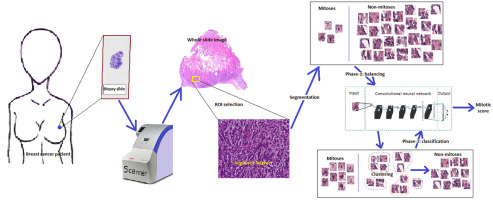 Mitoses
Non-mitoses
Whole slide image
Biopsy slide
Phase-1: balancing
Segmentation
Input
Convolutional neural network
Output
Mitotic
score
ROI selection
Breast cancer patient
Scanner
Phase-2: classification
Mitoses
Non-mitoses
Clustering